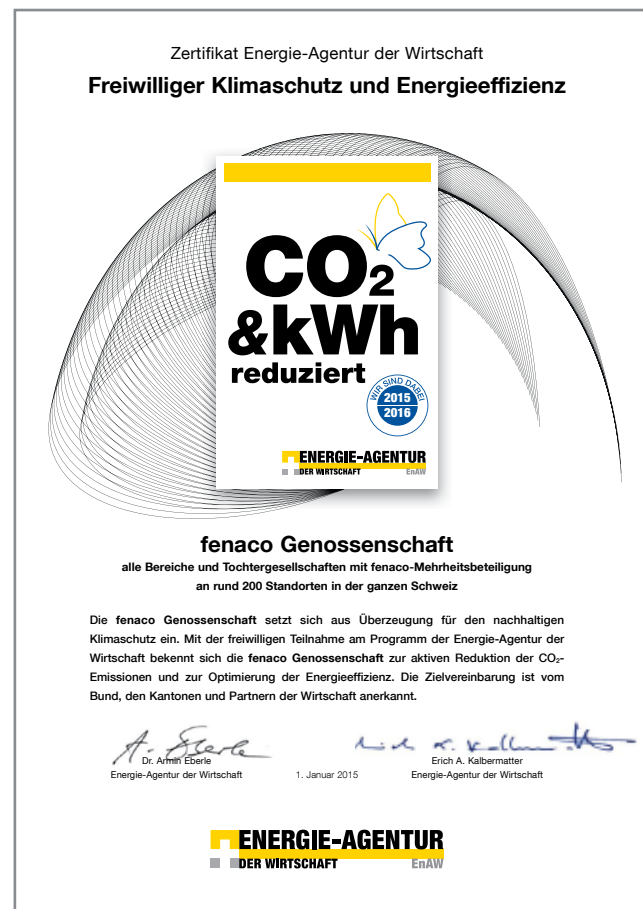 Zertifikat Energie-Agentur der Wirtschaft
Freiwilliger Klimaschutz und Energieeffizienz
CO₂
&kWh
reduziert
WIR SIND DABEI
2015
2016
ENERGIE-AGENTUR
DER WIRTSCHAFT EnAW
fenaco Genossenschaft
alle Bereiche und Tochtergesellschaften mit fenaco-Mehrheitsbeteiligung
an rund 200 Standorten in der ganzen Schweiz
Die fenaco Genossenschaft setzt sich aus Überzeugung für den nachhaltigen
Klimaschutz ein. Mit der freiwilligen Teilnahme am Programm der Energie-Agentur der
Wirtschaft bekennt sich die fenaco Genossenschaft zur aktiven Reduktion der CO₂-
Emissionen und zur Optimierung der Energieeffizienz. Die Zielvereinbarung ist vom
Bund, den Kantonen und Partnern der Wirtschaft anerkannt.
A. Eberle
Dr. Armin Eberle
Energie-Agentur der Wirtschaft
1. Januar 2015
Erich A. Kalbermatter
Energie-Agentur der Wirtschaft
ENERGIE-AGENTUR
DER WIRTSCHAFT EnAW